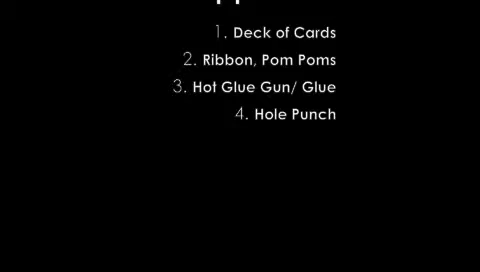 1. Deck of Cards
2. Ribbon, Pom Poms
3. Hot Glue Gun/ Glue
4. Hole Punch